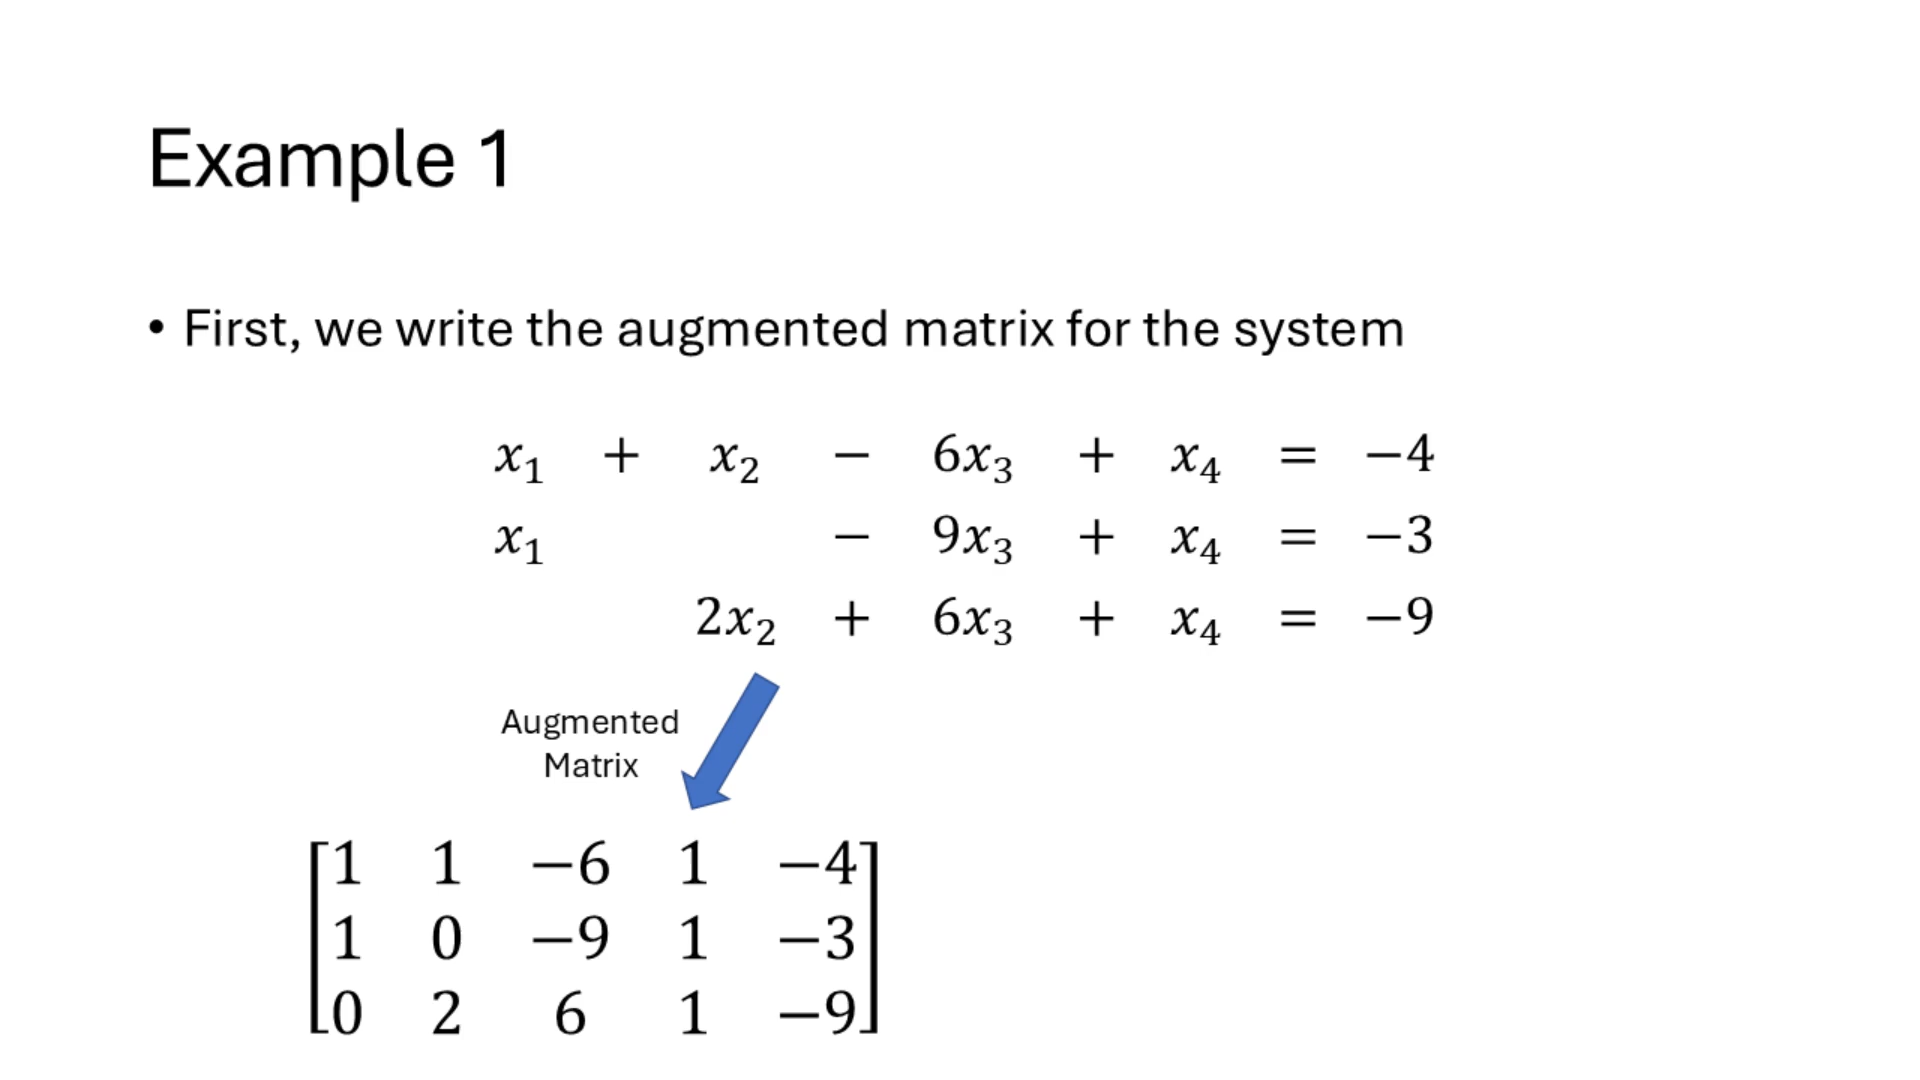 Example 1
• First, we write the augmented matrix for the system
x₁ + x₂ − 6x₃ + x₄ = −4
x₁ − 9x₃ + x₄ = −3
2x₂ + 6x₃ + x₄ = −9
Augmented
Matrix
[1 1 −6 1 −4
1 0 −9 1 −3
0 2 6 1 −9]